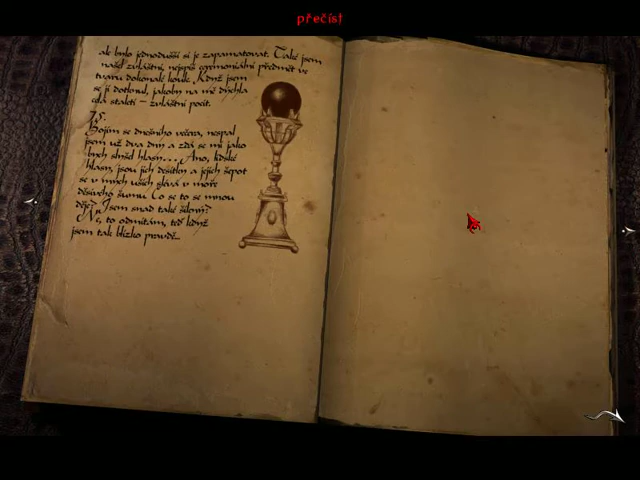 přečíst
ale bylo jednodušší si je zapamatovat. Také jsem
našel zvláštní, nejspíš ceremoniální předmět ve
tvaru dokonalé koule. Když jsem
se jí dotknul, jakoby na mě dýchla
celá staletí – zvláštní pocit.
Bojím se dnešního večera, nespal
jsem už dva dny a zdá se mi jako
bych slyšel hlasy... Ano, lidské
hlasy, jsou jich desítky a jejich šepot
se v mých uších slévá v moře
děsivého šumu. Co se to se mnou
děje? Jsem snad také šílený?
Ne, to odmítám, teď když
jsem tak blízko pravdě...